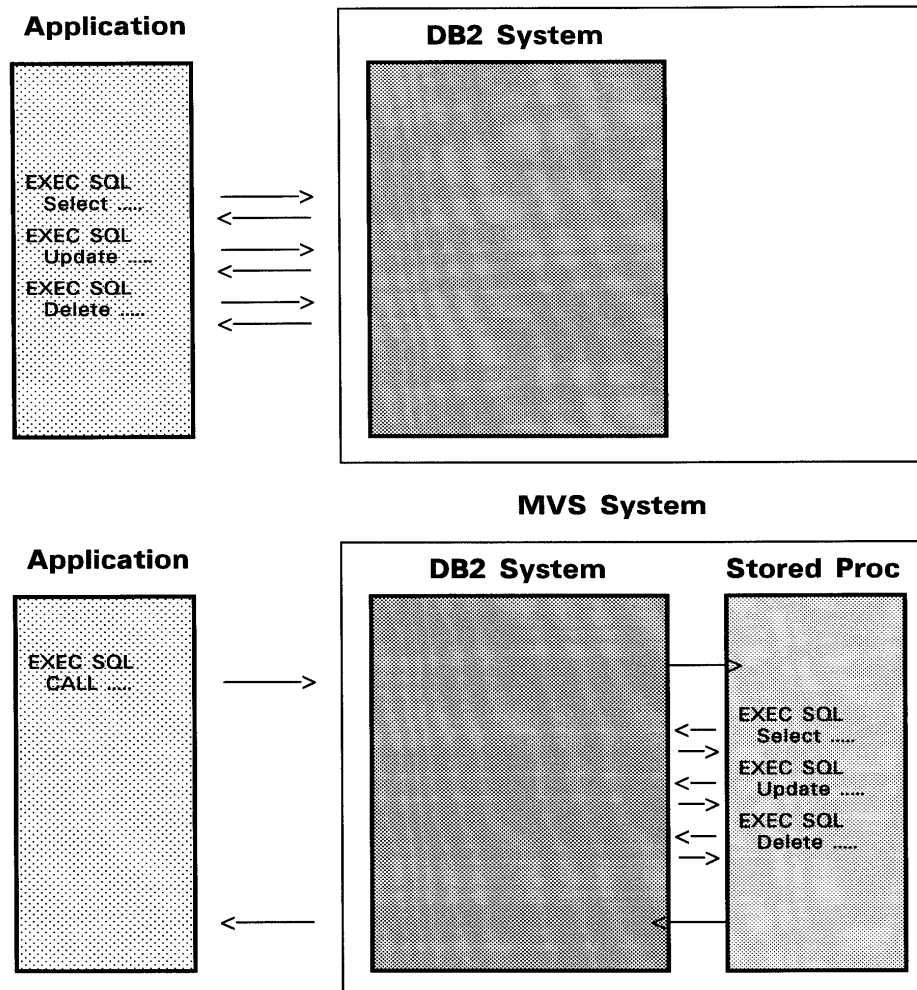 Application
DB2 System
EXEC SQL
Select .....
EXEC SQL
Update .....
EXEC SQL
Delete .....
MVS System
Application
DB2 System
Stored Proc
EXEC SQL
CALL .....
EXEC SQL
Select .....
EXEC SQL
Update .....
EXEC SQL
Delete .....